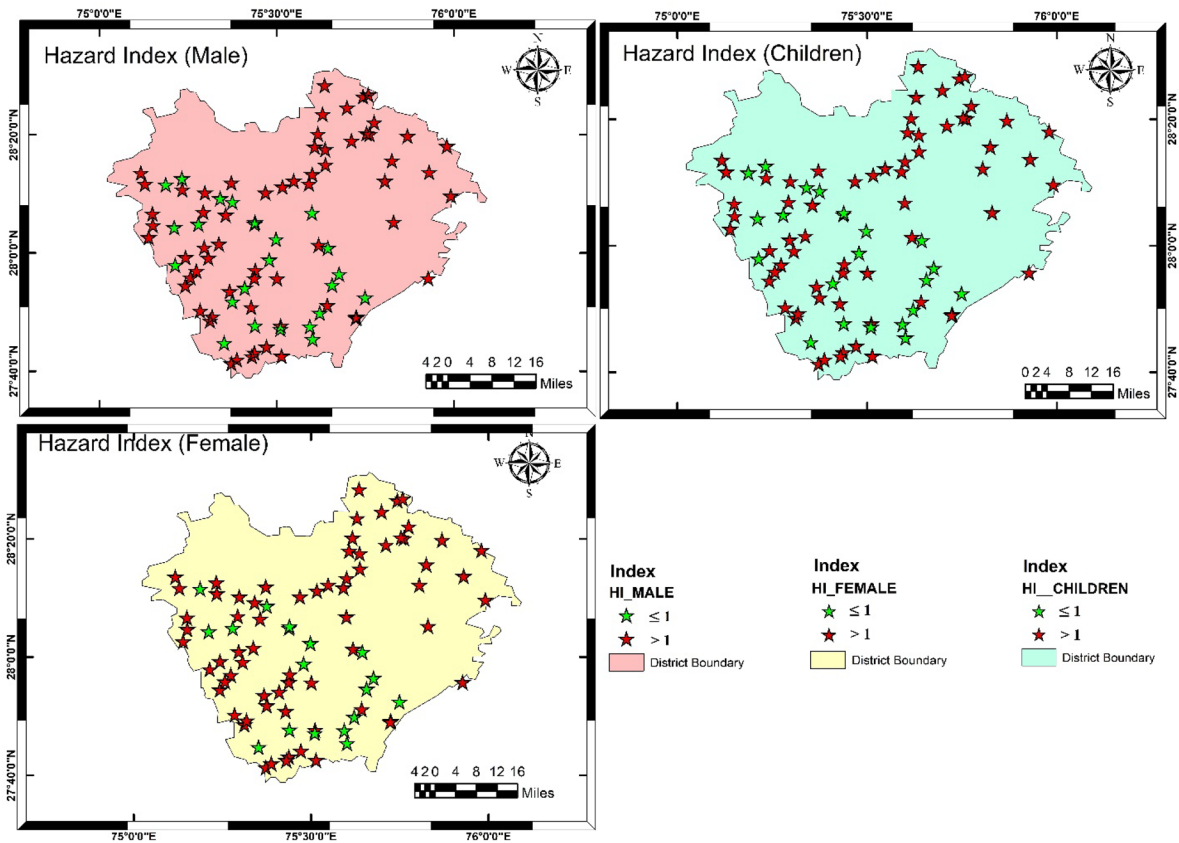 75°0'0"E 75°30'0"E 76°0'0"E
Hazard Index (Male)
N
W E
S
28°20'0"N
28°0'0"N
27°40'0"N
4 2 0 4 8 12 16
Miles
75°0'0"E 75°30'0"E 76°0'0"E
Hazard Index (Children)
N
W E
S
28°20'0"N
28°0'0"N
27°40'0"N
0 2 4 8 12 16
Miles
Hazard Index (Female)
N
W E
S
28°20'0"N
28°0'0"N
27°40'0"N
4 2 0 4 8 12 16
Miles
75°0'0"E 75°30'0"E 76°0'0"E
Index
HI_MALE
≤ 1
> 1
District Boundary
Index
HI_FEMALE
≤ 1
> 1
District Boundary
Index
HI__CHILDREN
≤ 1
> 1
District Boundary